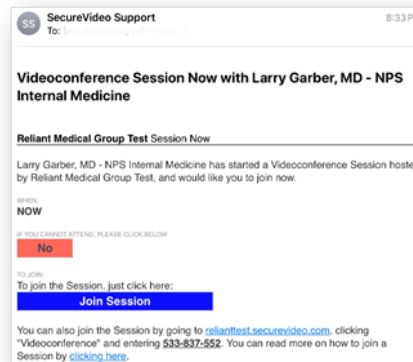 SS
SecureVideo Support
8:33
To:
Videoconference Session Now with Larry Garber, MD - NPS
Internal Medicine
Reliant Medical Group Test Session Now
Larry Garber, MD - NPS Internal Medicine has started a Videoconference Session hoste
by Reliant Medical Group Test, and would like you to join now.
WHEN:
NOW
IF YOU CANNOT ATTEND, PLEASE CLICK BELOW
No
TO JOIN:
To join the Session, just click here:
Join Session
You can also join the Session by going to relianttest.securevideo.com, clicking
"Videoconference" and entering 533-837-552. You can read more on how to join a
Session by clicking here.